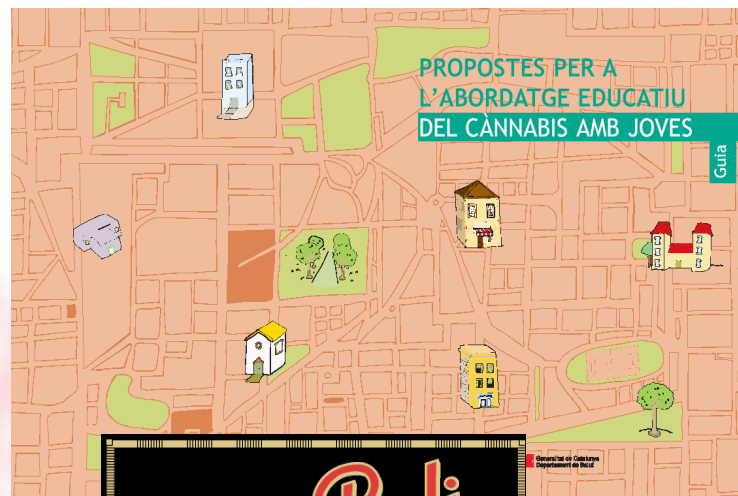 PROPOSTES PER A
L'ABORDATGE EDUCATIU
DEL CÀNNABIS AMB JOVES
Guia
Generalitat de Catalunya
Departament de Salut